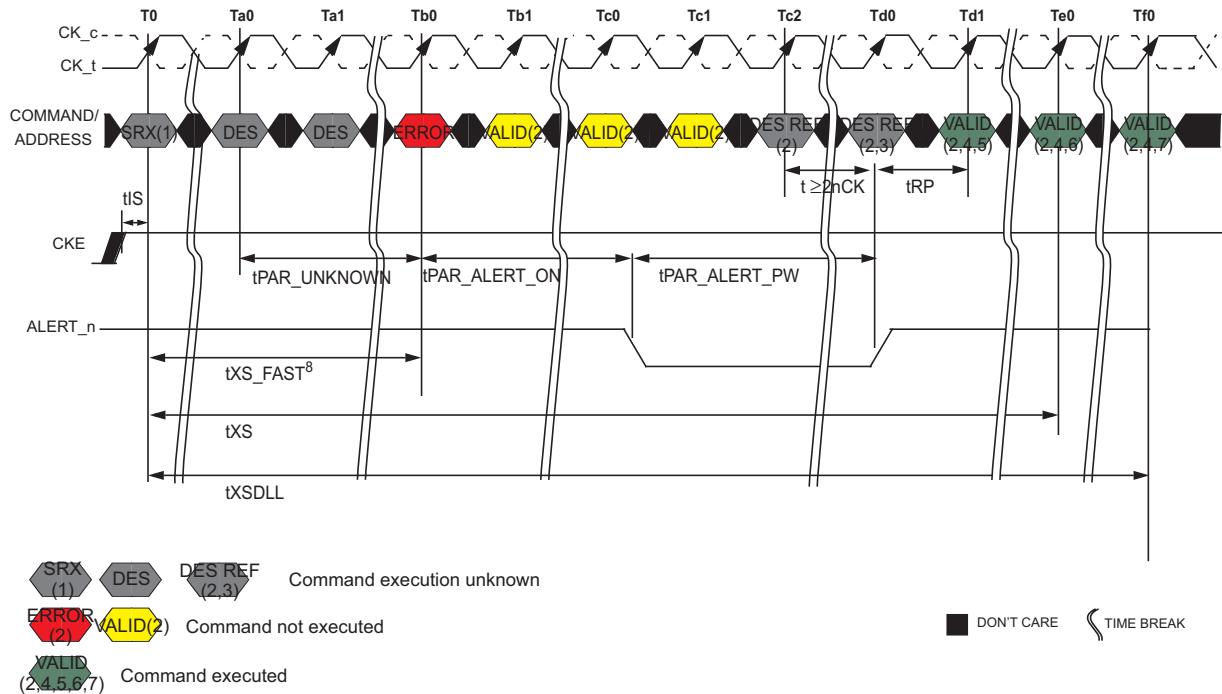 T0 Ta0 Ta1 Tb0 Tb1 Tc0 Tc1 Tc2 Td0 Td1 Te0 Tf0
CK_c
CK_t
COMMAND/
ADDRESS
SRX(1) DES DES ERROR VALID(2 VALID(2 VALID(2) DES REF
(2) DES REF
(2,3) VALID
(2,4,5) VALID
(2,4,6) VALID
(2,4,7)
t ≥2nCK tRP
tIS
CKE
tPAR_UNKNOWN tPAR_ALERT_ON tPAR_ALERT_PW
ALERT_n
tXS_FAST8
tXS
tXSDLL
SRX
(1) DES DES REF
(2,3) Command execution unknown
ERROR
(2) VALID(2) Command not executed
VALID
(2,4,5,6,7) Command executed
DON'T CARE TIME BREAK